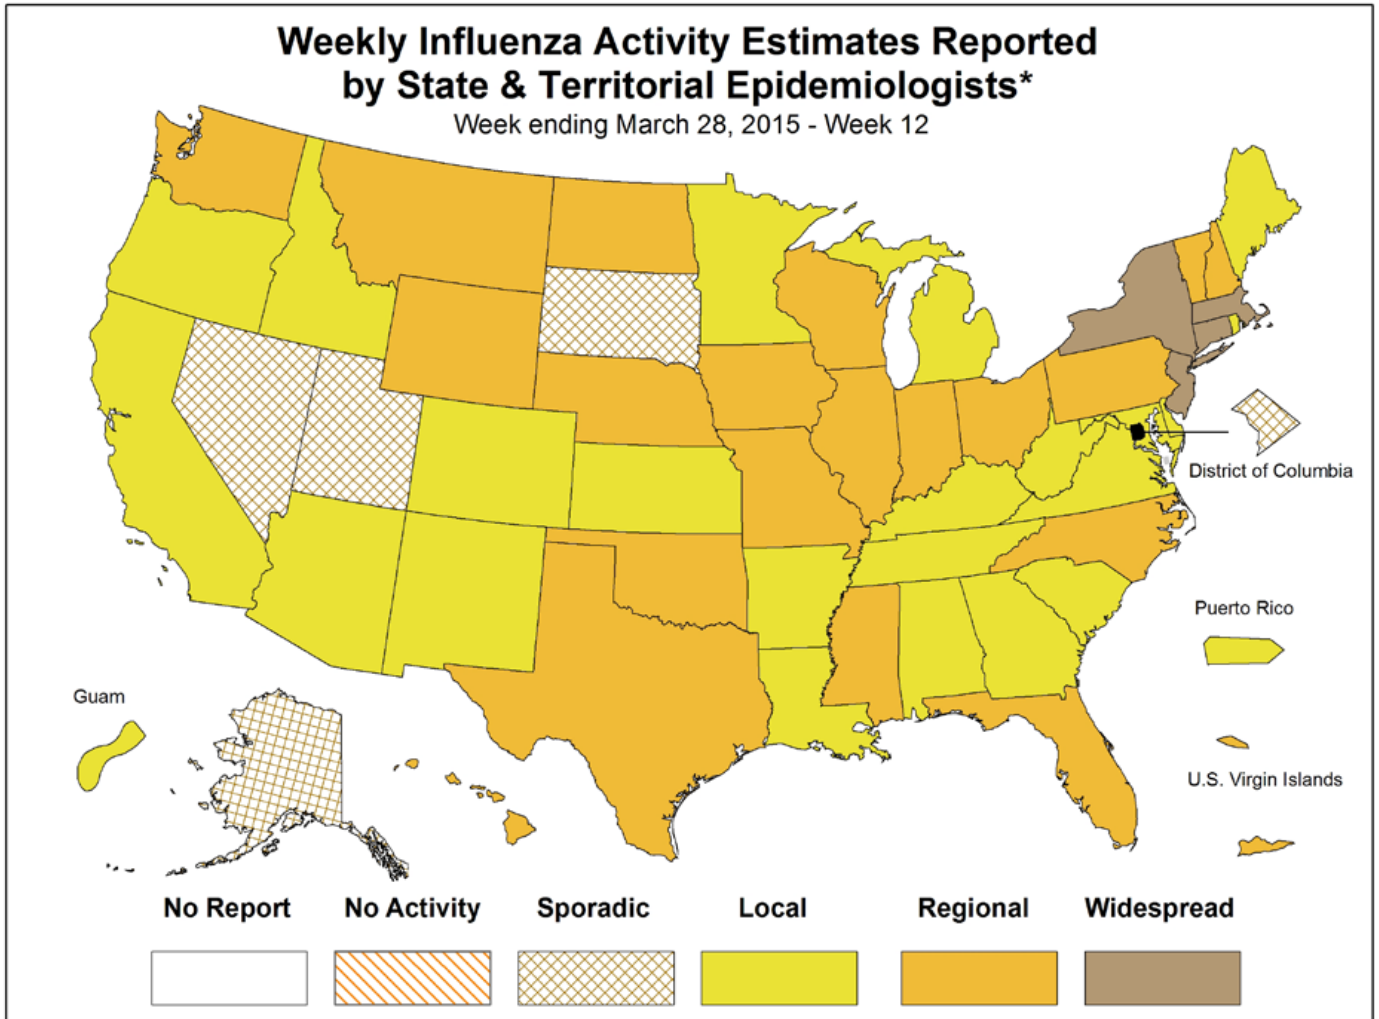 Weekly Influenza Activity Estimates Reported
by State & Territorial Epidemiologists*
Week ending March 28, 2015 - Week 12
District of Columbia
Puerto Rico
Guam
U.S. Virgin Islands
No Report
No Activity
Sporadic
Local
Regional
Widespread